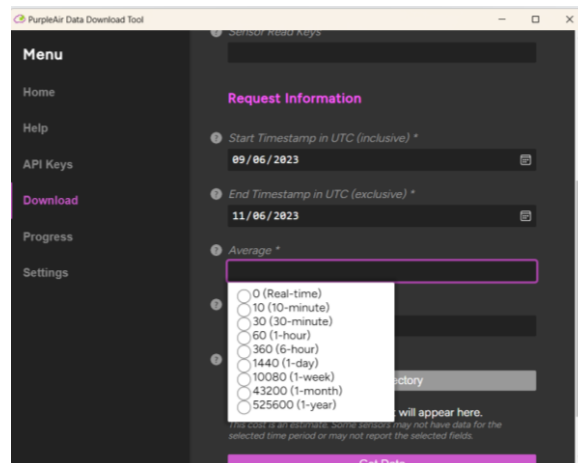 PurpleAir Data Download Tool
Menu
Home
Help
API Keys
Download
Progress
Settings
Sensor Read Keys
Request Information
Start Timestamp in UTC (inclusive) *
09/06/2023
End Timestamp in UTC (exclusive) *
11/06/2023
Average *
0 (Real-time)
10 (10-minute)
30 (30-minute)
60 (1-hour)
360 (6-hour)
1440 (1-day)
10080 (1-week)
43200 (1-month)
525600 (1-year)
will appear here.
This cost is an estimate. Some sensors may not have data for the
selected time period or may not report the selected fields.
Get Data